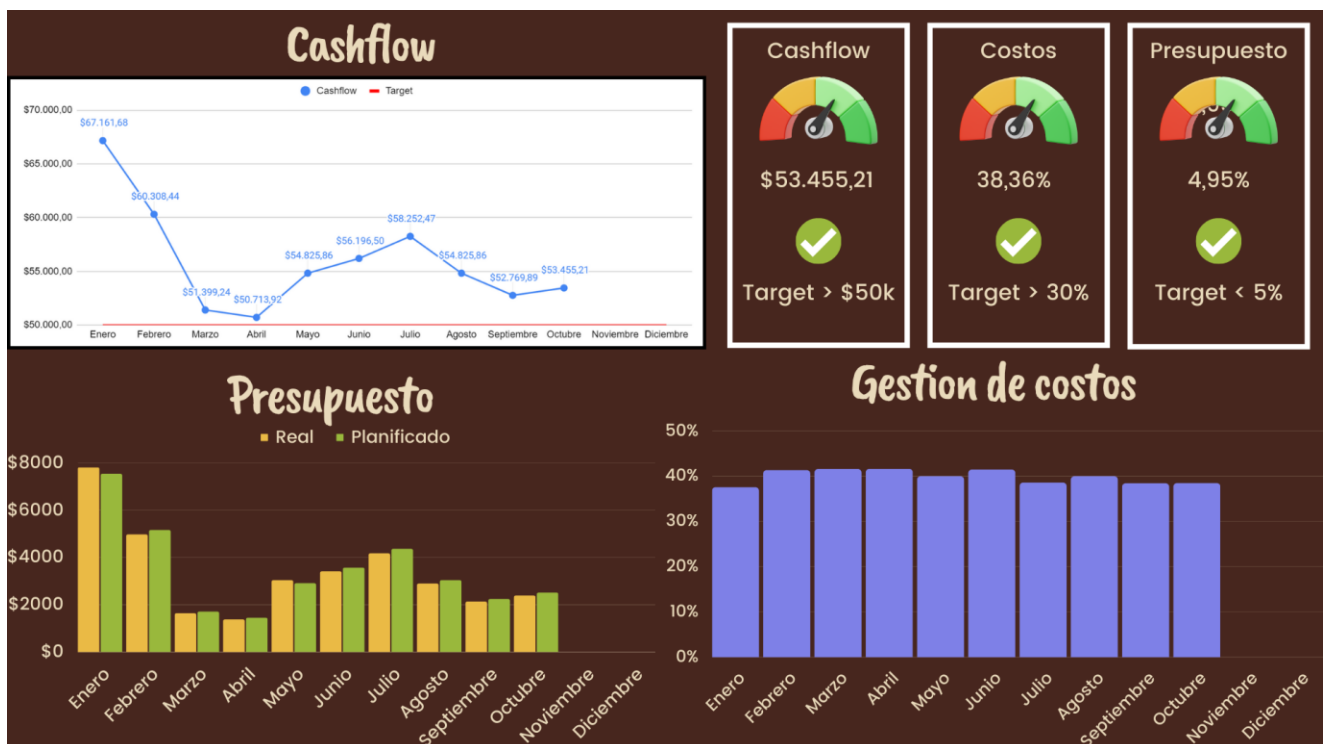 Cashflow
Cashflow Target
$70.000,00
$65.000,00
$60.000,00
$55.000,00
$50.000,00
$67.161,68
$60.308,44
$51.399,24
$50.713,92
$54.825,86
$56.196,50
$58.252,47
$54.825,86
$52.769,89
$53.455,21
Enero Febrero Marzo Abril Mayo Junio Julio Agosto Septiembre Octubre Noviembre Diciembre
Cashflow
$53.455,21
Target > $50k
Costos
38,36%
Target > 30%
Presupuesto
4,95%
Target < 5%
Presupuesto
Real Planificado
$8000
$6000
$4000
$2000
$0
Enero
Febrero
Marzo
Abril
Mayo
Junio
Julio
Agosto
Septiembre
Octubre
Noviembre
Diciembre
Gestion de costos
50%
40%
30%
20%
10%
0%
Enero
Febrero
Marzo
Abril
Mayo
Junio
Julio
Agosto
Septiembre
Octubre
Noviembre
Diciembre